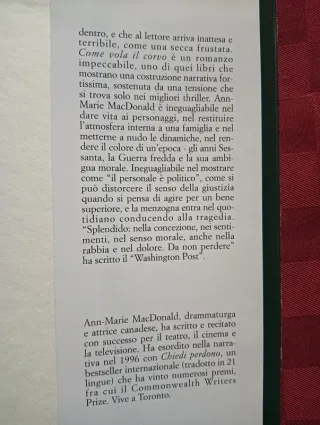 dentro, e che al lettore arriva inattesa e
terribile, come una secca frustata.
Come vola il corvo è un romanzo
impeccabile, uno di quei libri che
mostrano una costruzione narrativa for-
tissima, sostenuta da una tensione che
si trova solo nei migliori thriller. Ann-
Marie MacDonald è ineguagliabile nel
dare vita ai personaggi, nel restituire
l'atmosfera interna a una famiglia e nel
metterne a nudo le dinamiche, nel ren-
dere il colore di un'epoca - gli anni Ses-
santa, la Guerra fredda e la sua ambi-
gua morale. Ineguagliabile nel mostrare
come "il personale è politico", come si
può distorcere il senso della giustizia
quando si pensa di agire per un bene
superiore, e la menzogna entra nel quo-
tidiano conducendo alla tragedia.
"Splendido: nella concezione, nei senti-
menti, nel senso morale, anche nella
rabbia e nel dolore. Da non perdere"
ha scritto il "Washington Post".
Ann-Marie MacDonald, drammaturga
e attrice canadese, ha scritto e recitato
con successo per il teatro, il cinema e
la televisione. Ha esordito nella narra-
tiva nel 1996 con Chiedi perdono, un
bestseller internazionale (tradotto in 21
lingue) che ha vinto numerosi premi,
fra cui il Commonwealth Writers
Prize. Vive a Toronto.